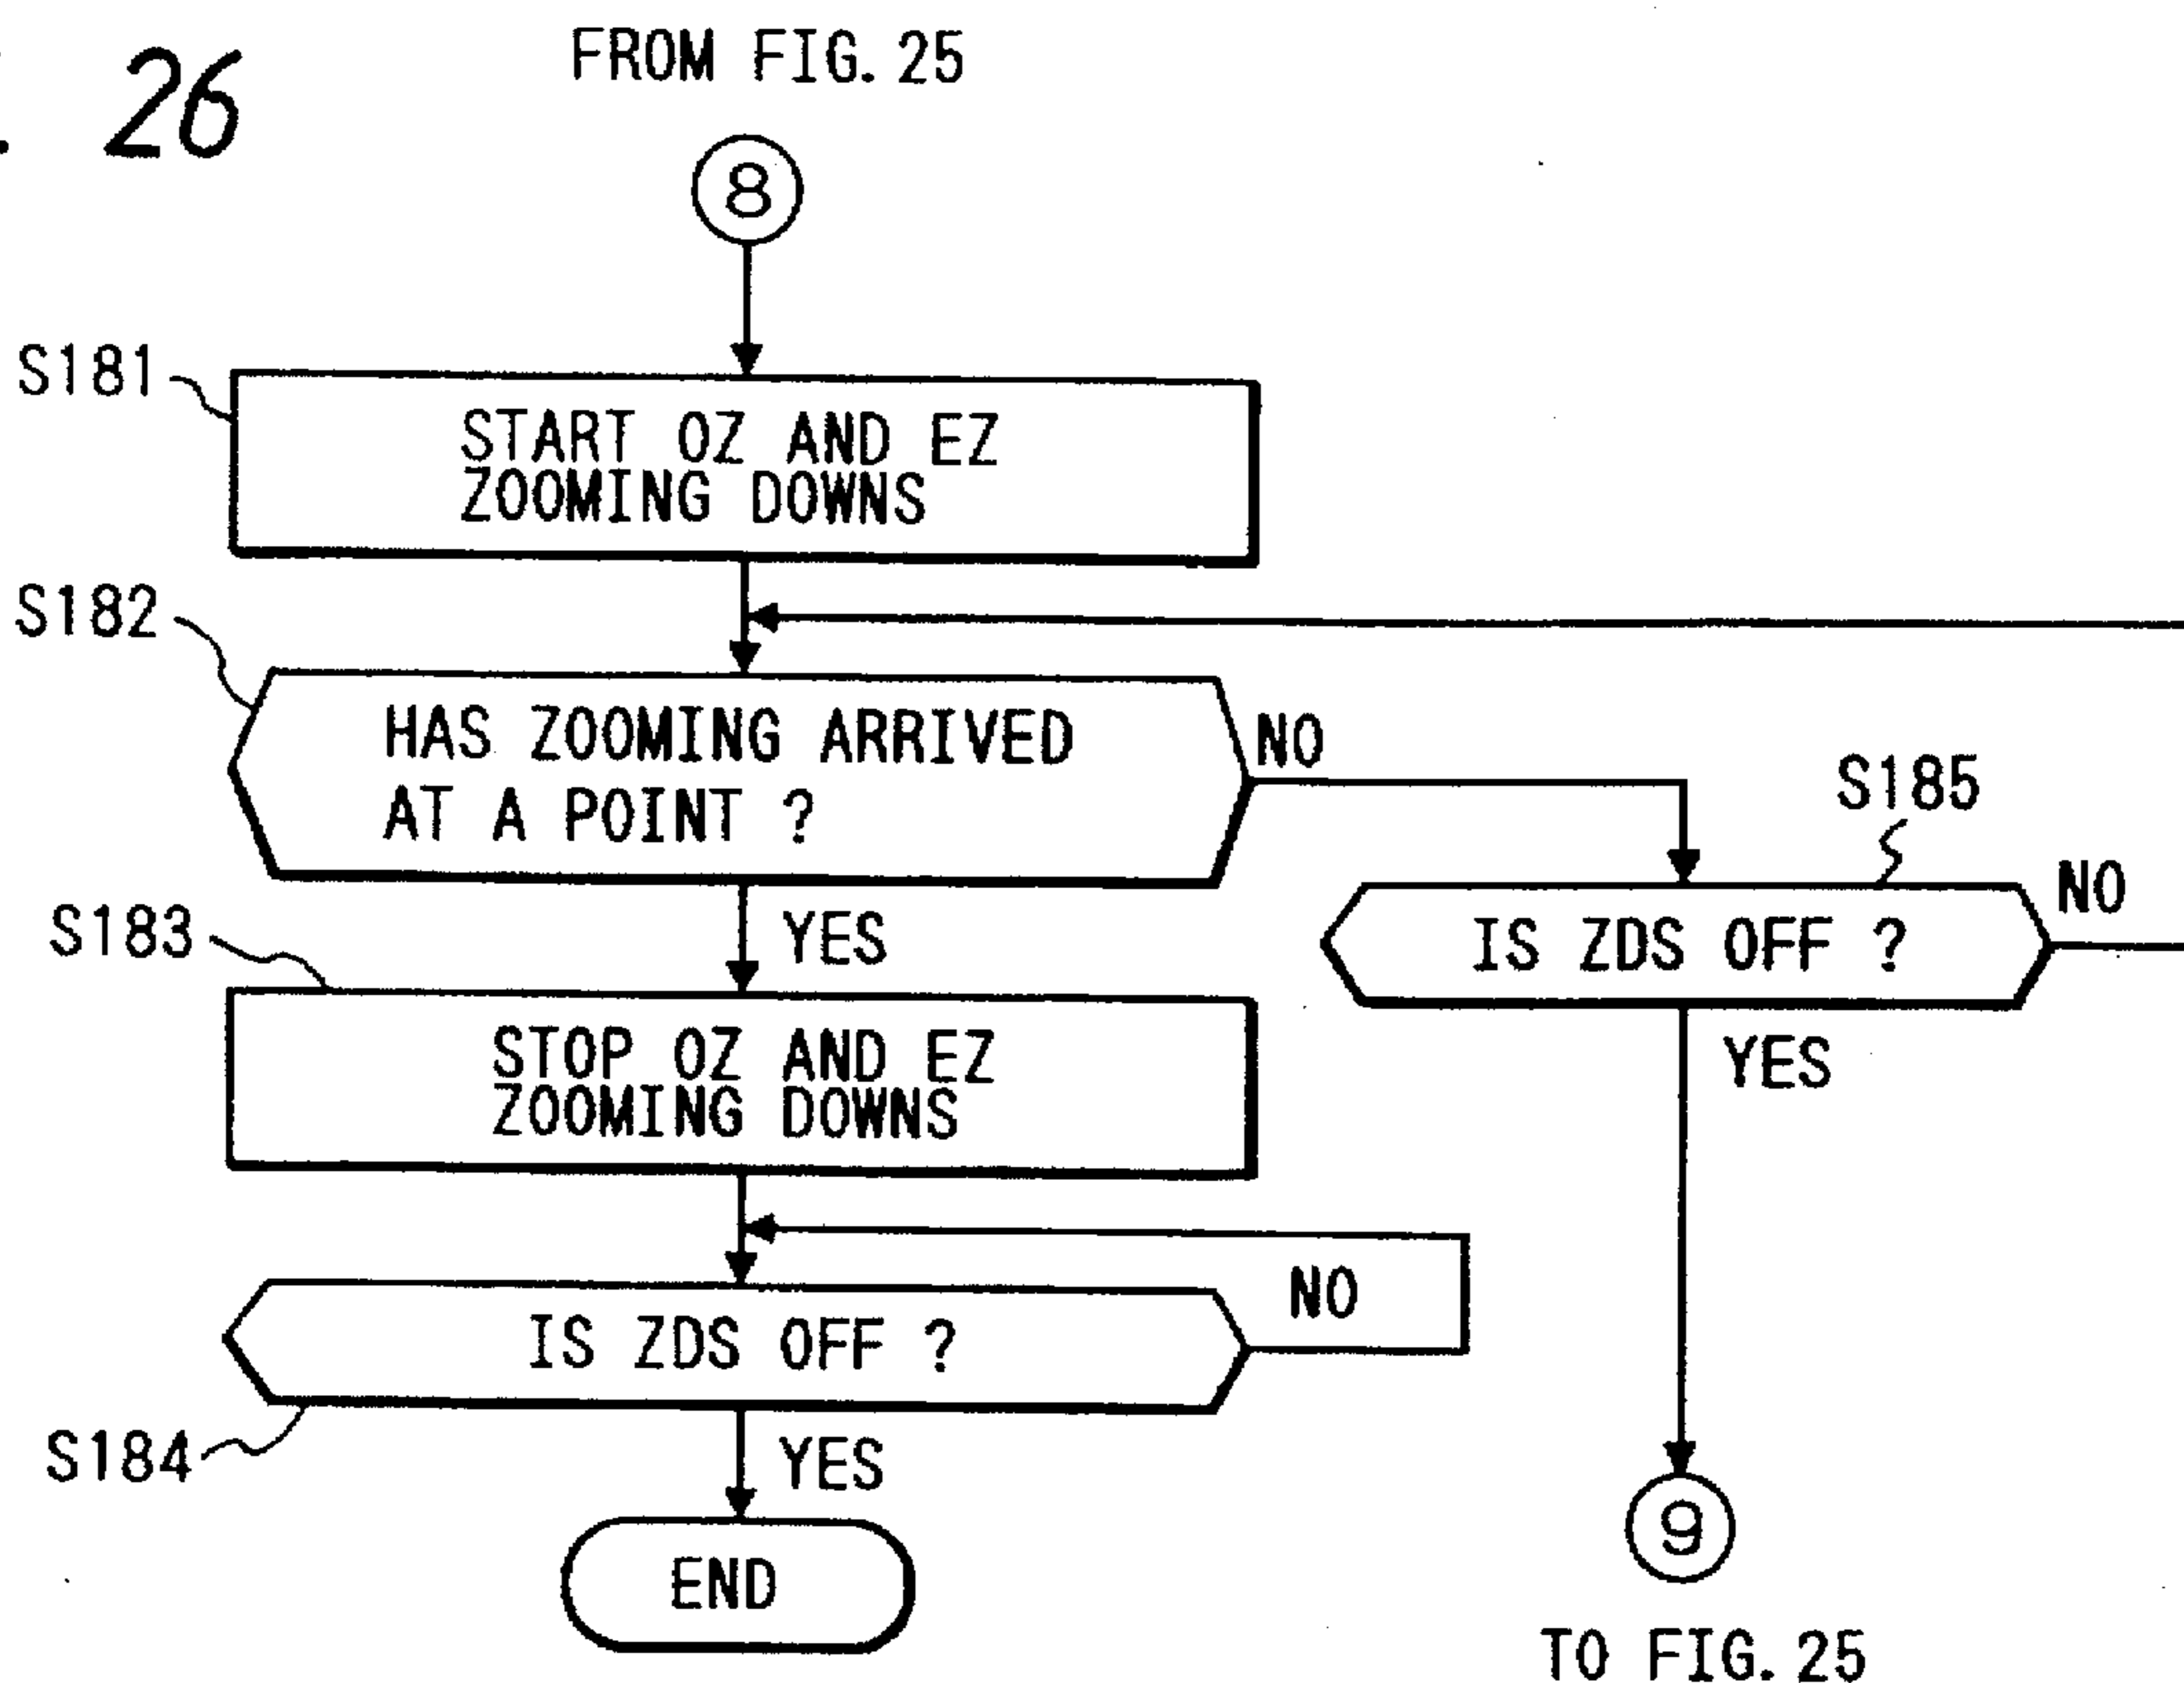 . 26
FROM FIG. 25
8
S181
START OZ AND EZ
ZOOMING DOWNS
S182
HAS ZOOMING ARRIVED
AT A POINT ?
NO
S185
YES
NO
IS ZDS OFF ?
S183
YES
STOP OZ AND EZ
ZOOMING DOWNS
NO
IS ZDS OFF ?
S184
YES
END
9
TO FIG. 25